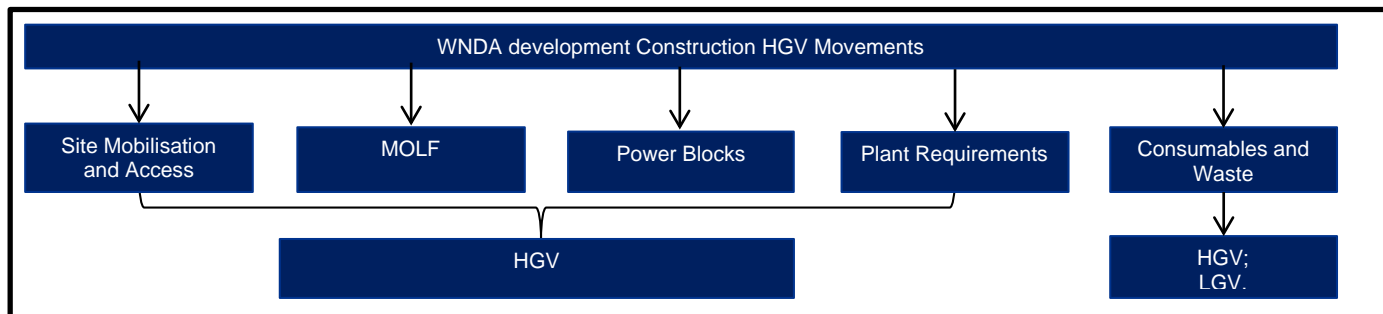 WNDA development Construction HGV Movements
Site Mobilisation
and Access
MOLF
Power Blocks
Plant Requirements
Consumables and
Waste
HGV
HGV;
LGV.